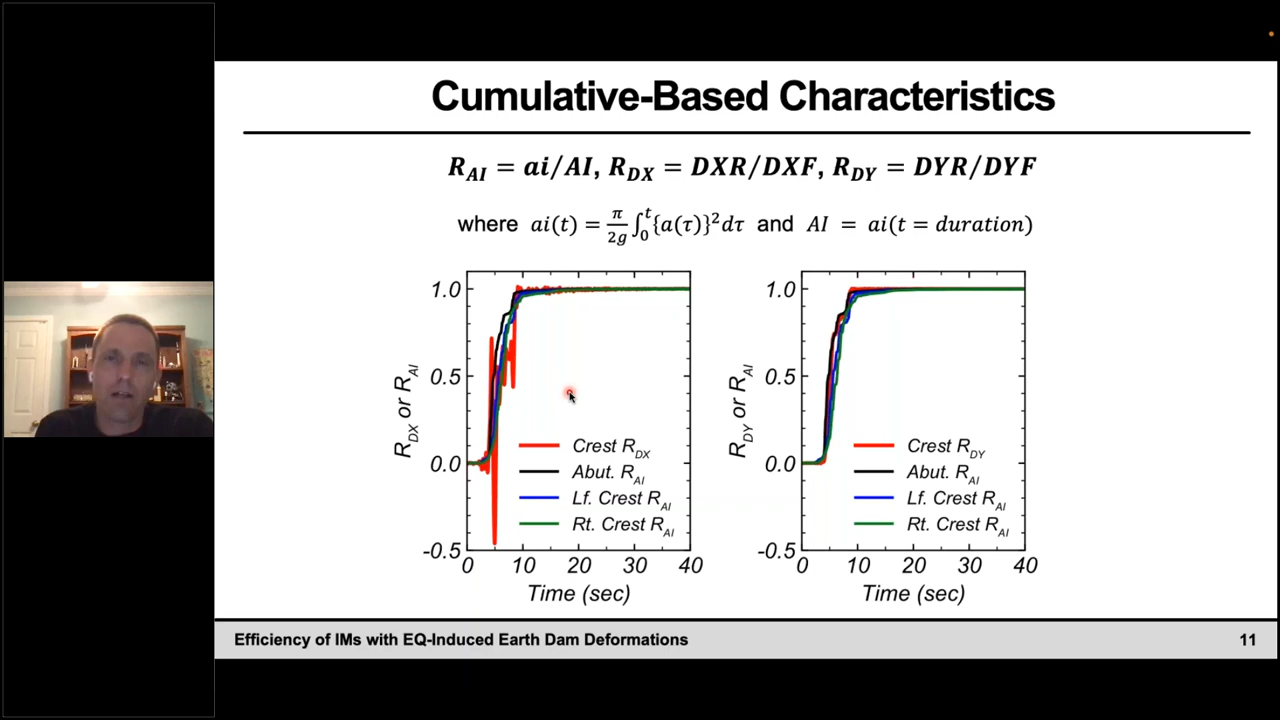 Cumulative-Based Characteristics
R_AI = ai/AI, R_DX = DXR/DXF, R_DY = DYR/DYF
where ai(t) = π/2g ∫₀ᵗ{a(τ)}²dτ and AI = ai(t = duration)
R_DX or R_AI
1.0
0.5
0.0
-0.5
0 10 20 30 40
Time (sec)
Crest R_DX
Abut. R_AI
Lf. Crest R_AI
Rt. Crest R_AI
R_DY or R_AI
1.0
0.5
0.0
-0.5
0 10 20 30 40
Time (sec)
Crest R_DY
Abut. R_AI
Lf. Crest R_AI
Rt. Crest R_AI
Efficiency of IMs with EQ-Induced Earth Dam Deformations 11